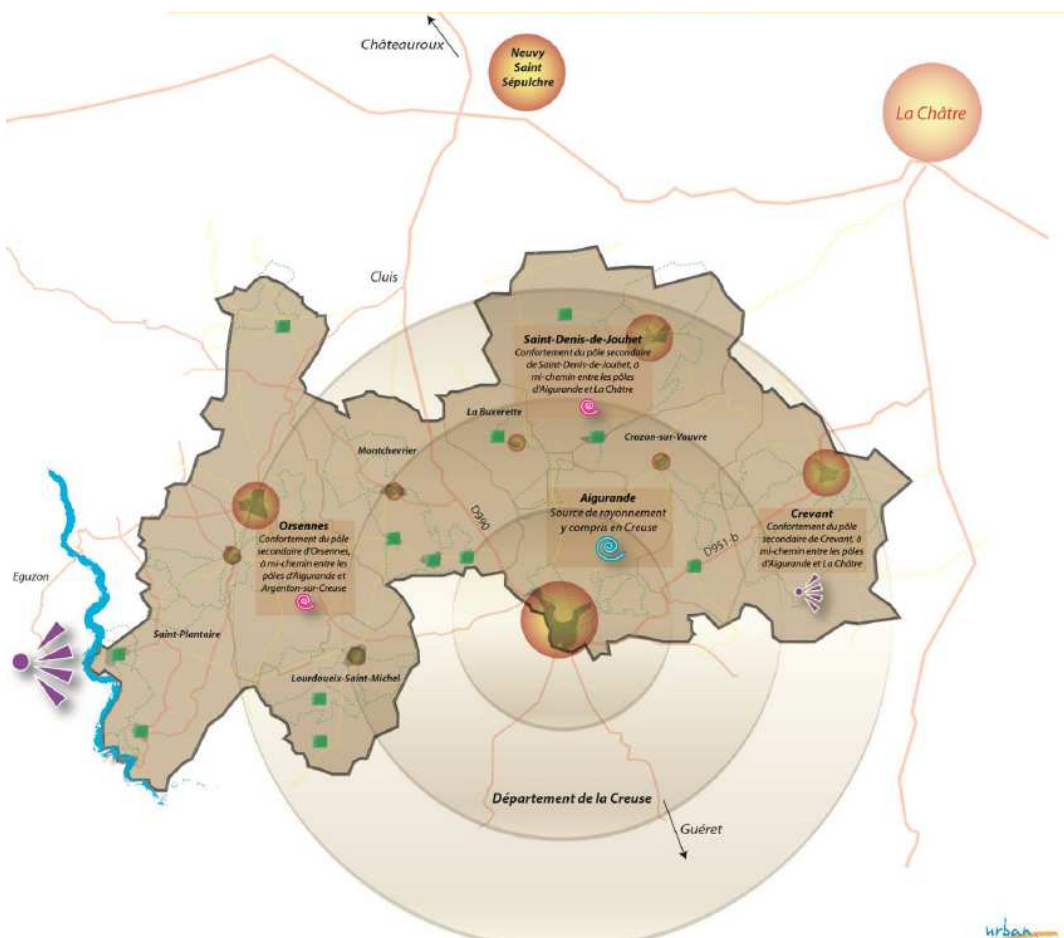 Châteauroux
Neuvy
Saint
Sépulchre
La Châtre
Cluis
Saint-Denis-de-Jouhet
Confortement du pôle secondaire
de Saint-Denis-de-Jouhet, à
mi-chemin entre les pôles
d'Aigurande et La Châtre
La Buxerette
Crozon-sur-Vauvre
Montchevrier
Aigurande
Source de rayonnement
y compris en Creuse
D990
D951-b
Orsennes
Confortement du pôle
secondaire d'Orsennes,
à mi-chemin entre les
pôles d'Aigurande et
Argenton-sur-Creuse
Crevant
Confortement du pôle
secondaire de Crevant, à
mi-chemin entre les pôles
d'Aigurande et La Châtre
Eguzon
Saint-Plantaire
Lourdoueix-Saint-Michel
Département de la Creuse
Guéret
urban